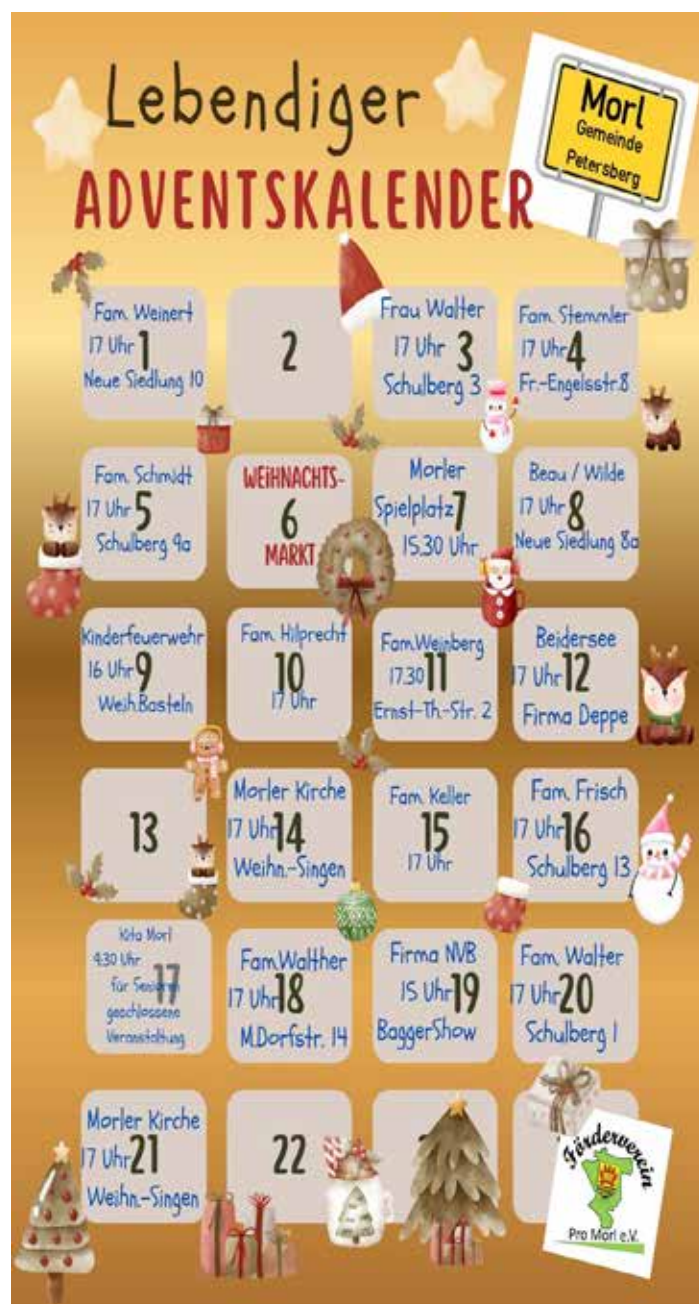 Lebendiger
ADVENTSKALENDER
Morl
Gemeinde
Petersberg
Fam. Weinert
17 Uhr 1
Neue Siedlung 10
2
Frau Walter
17 Uhr 3
Schulberg 3
Fam. Stemmler
17 Uhr 4
Fr.-Engelsstr.8
Fam. Schmidt
17 Uhr 5
Schulberg 9a
WEIHNACHTS-
6
MARKT
Morler
Spielplatz 7
15.30 Uhr
Beau / Wilde
17 Uhr 8
Neue Siedlung 8a
Kinderfeuerwehr
16 Uhr 9
Weih.Basteln
Fam. Hilprecht
10
17 Uhr
Fam.Weinberg
17.30 11
Ernst-Th.-Str. 2
Beidersee
17 Uhr 12
Firma Deppe
13
Morler Kirche
17 Uhr 14
Weihn.-Singen
Fam. Keller
15
17 Uhr
Fam. Frisch
17 Uhr 16
Schulberg 13
Kita Morl
9.30 Uhr
für Senioren 17
geschlossene
Veranstaltung
Fam.Walther
17 Uhr 18
M.Dorfstr. 14
Firma NVB
15 Uhr 19
BaggerShow
Fam. Walter
17 Uhr 20
Schulberg 1
Morler Kirche
17 Uhr 21
Weihn.-Singen
22
Förderverein
Pro Morl e.V.